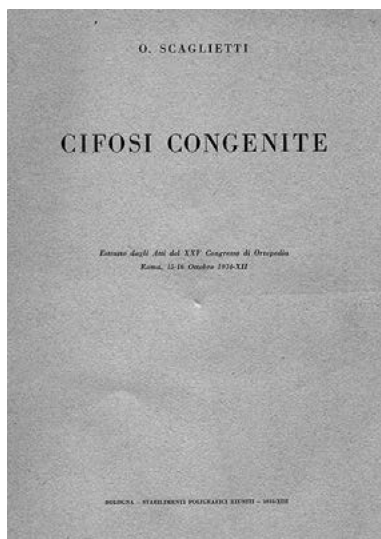 O. SCAGLIETTI
CIFOSI CONGENITE
Estratto dagli Atti del XXV Congresso di Ortopedia
Roma, 15-16 Ottobre 1934-XII
BOLOGNA - STABILIMENTI POLIGRAFICI RIUNITI - 1935/XIII